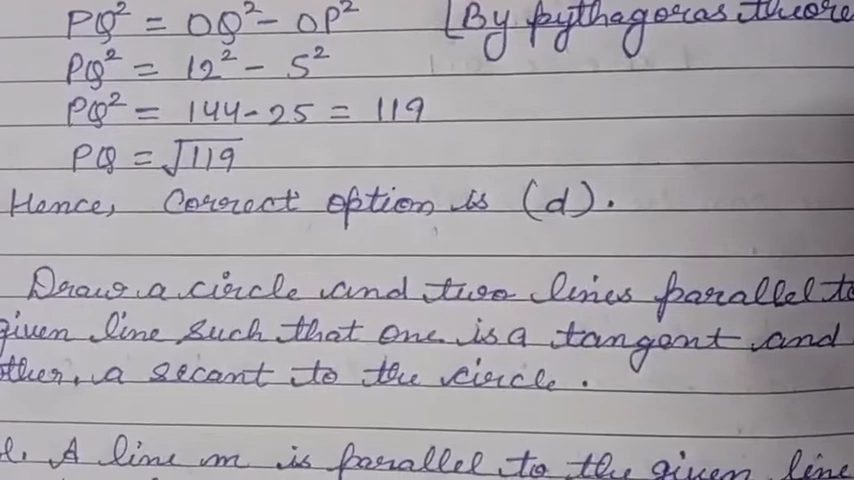 PQ² = OQ² - OP² [By pythagoras theore
PQ² = 12² - 5²
PQ² = 144 - 25 = 119
PQ = √119
Hence, Correct option is (d).
Draw a circle and two lines parallel to
given line such that one is a tangent and
other, a secant to the circle.
l. A line m is parallel to the given line